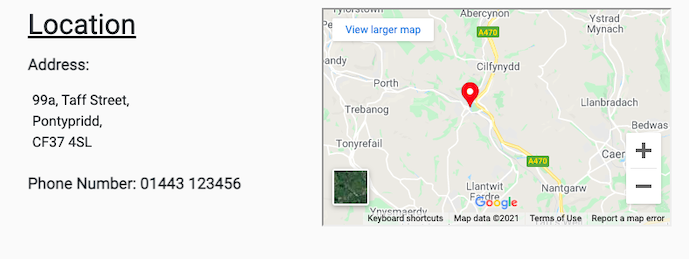 Location
Address:
99a, Taff Street,
Pontypridd,
CF37 4SL
Phone Number: 01443 123456
View larger map
Abercynon
A470
Ystrad
Mynach
Cilfynydd
andy
Porth
Trebanog
Llanbradach
Bedwas
Tonyrefail
Caer
A470
Llantwit
Fardre
Nantgarw
Google
Ynysmaerdy
Keyboard shortcuts
Map data ©2021
Terms of Use
Report a map error